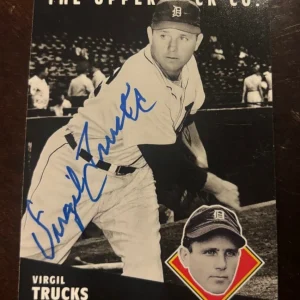 THE UPPER DECK CO.
D
Virgil Trucks
VIRGIL
TRUCKS